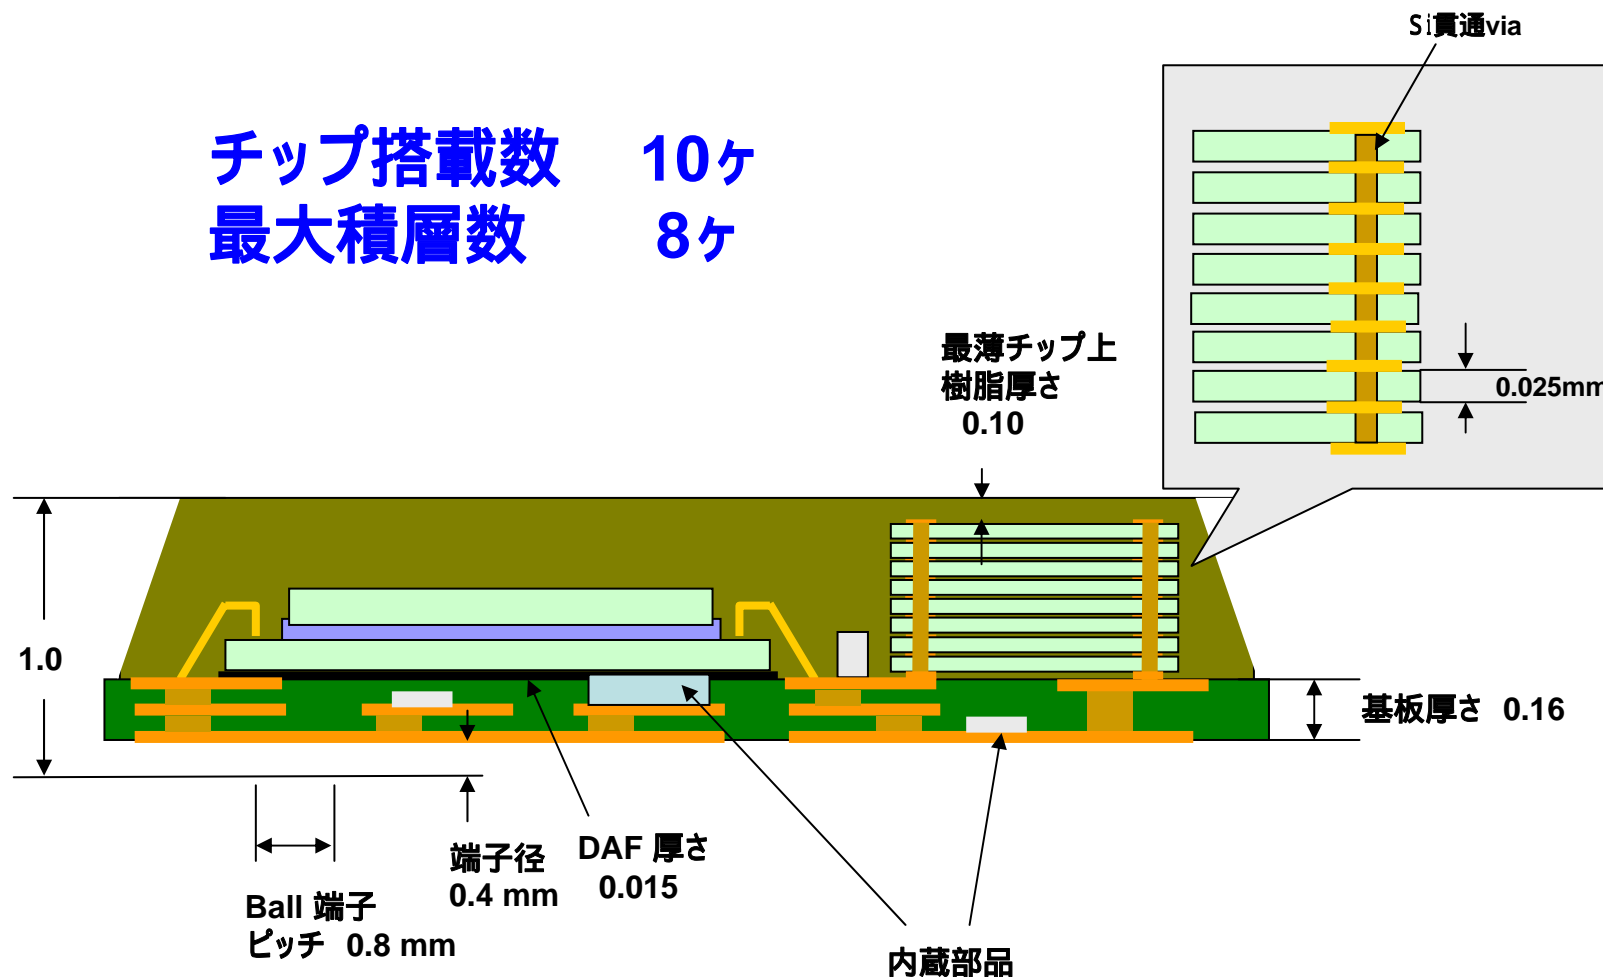 Si貫通via
チップ搭載数 10ヶ
最大積層数 8ヶ
最薄チップ上
樹脂厚さ
0.10
0.025mm
1.0
基板厚さ 0.16
端子径
0.4 mm
DAF 厚さ
0.015
Ball 端子
ピッチ 0.8 mm
内蔵部品